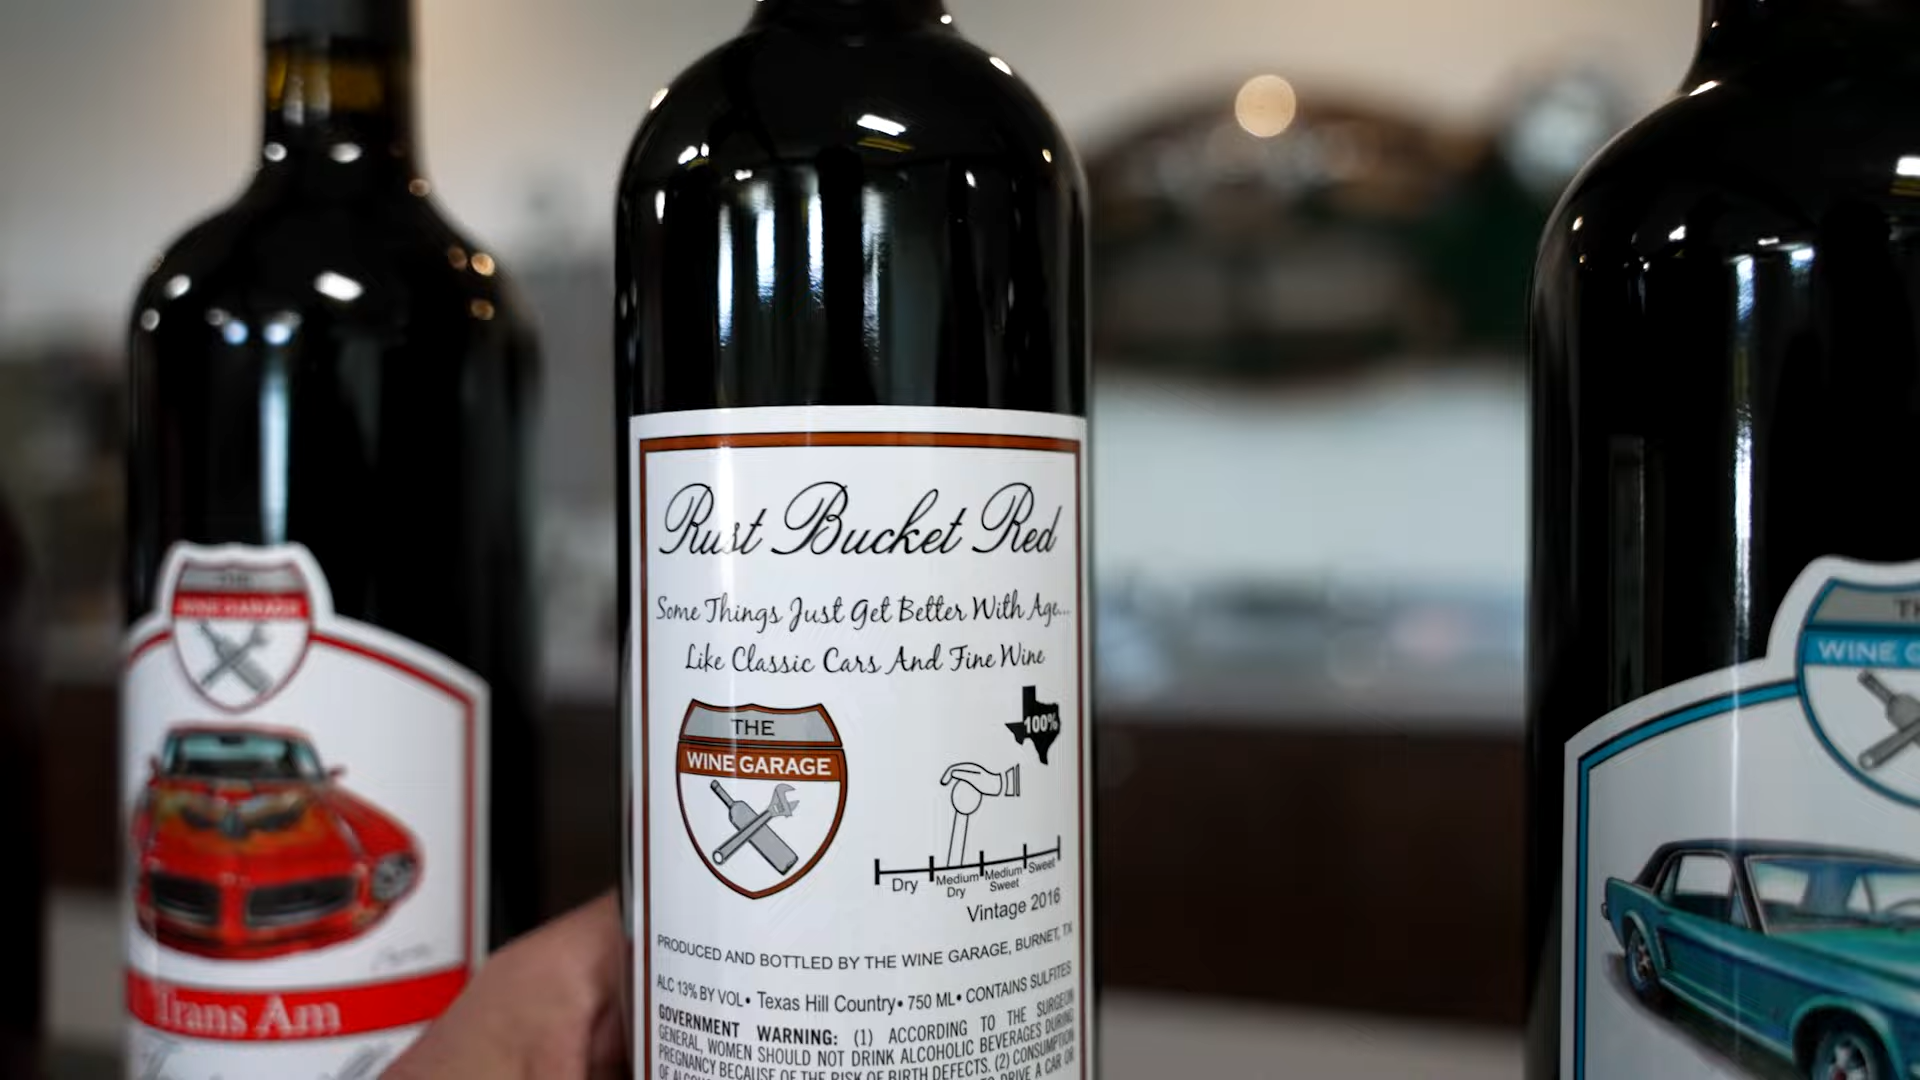 Rust Bucket Red
Some Things Just Get Better With Age...
Like Classic Cars And Fine Wine
THE
WINE GARAGE
100%
Dry
Medium Dry
Medium Sweet
Sweet
Vintage 2016
PRODUCED AND BOTTLED BY THE WINE GARAGE, BURNET, TX
ALC 13% BY VOL• Texas Hill Country• 750 ML• CONTAINS SULFITES
GOVERNMENT WARNING: (1) ACCORDING TO THE SURGEON
GENERAL, WOMEN SHOULD NOT DRINK ALCOHOLIC BEVERAGES DURING
PREGNANCY BECAUSE OF THE RISK OF BIRTH DEFECTS. (2) CONSUMPTION
DRIVE A CAR OR
THE
WINE GARAGE
Trans Am
WINE